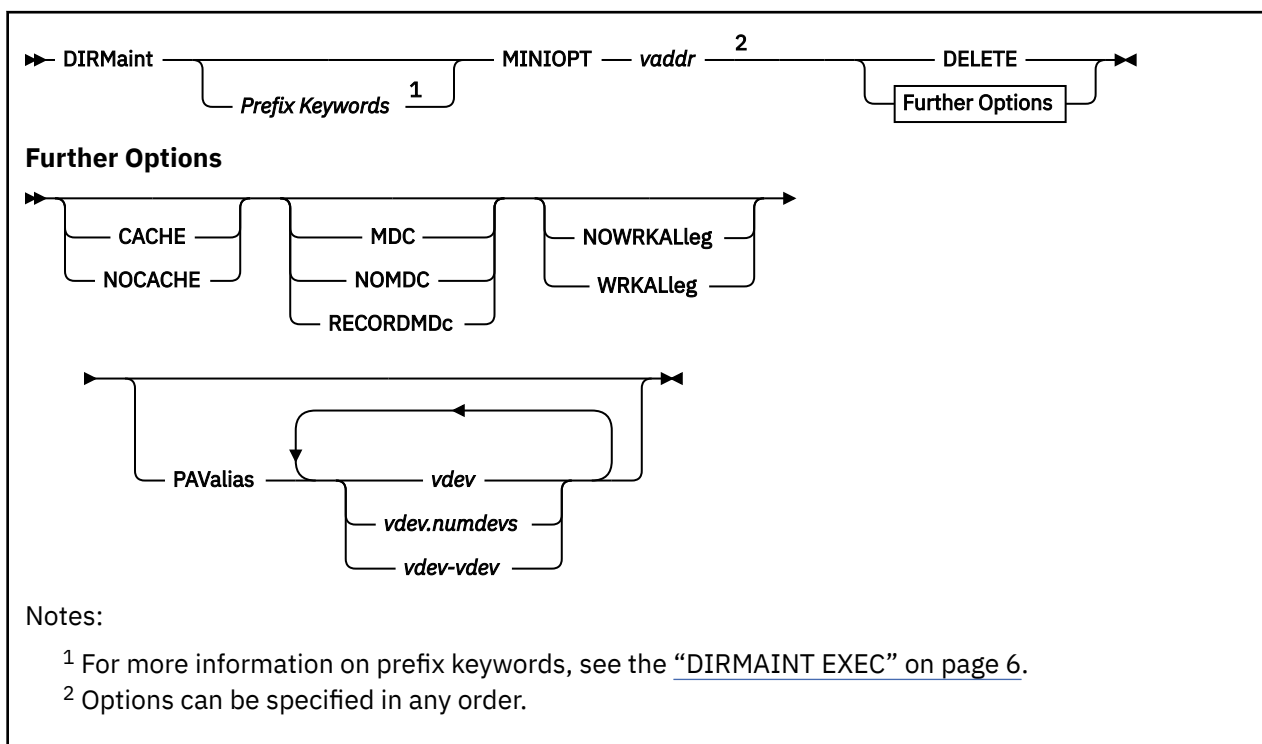 DIRMaint Prefix Keywords 1 MINIOPT vaddr 2 DELETE
Further Options
Further Options
CACHE MDC NOWRKALleg
NOCACHE NOMDC WRKALleg
RECORDMDc
PAValias vdev
vdev.numdevs
vdev-vdev
Notes:
1 For more information on prefix keywords, see the “DIRMAINT EXEC” on page 6.
2 Options can be specified in any order.